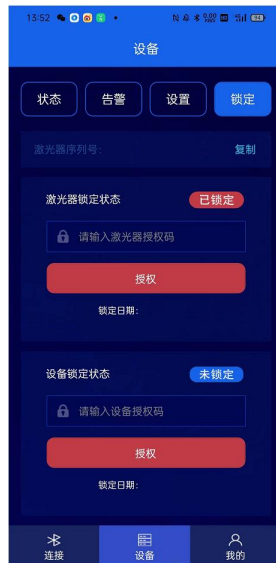 13:52
设备
状态 告警 设置 锁定
激光器序列号: 复制
激光器锁定状态 已锁定
请输入激光器授权码
授权
锁定日期:
设备锁定状态 未锁定
请输入设备授权码
授权
锁定日期:
连接 设备 我的